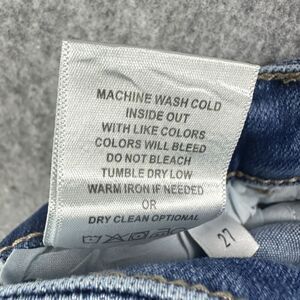 MACHINE WASH COLD
INSIDE OUT
WITH LIKE COLORS
COLORS WILL BLEED
DO NOT BLEACH
TUMBLE DRY LOW
WARM IRON IF NEEDED
OR
DRY CLEAN OPTIONAL
27